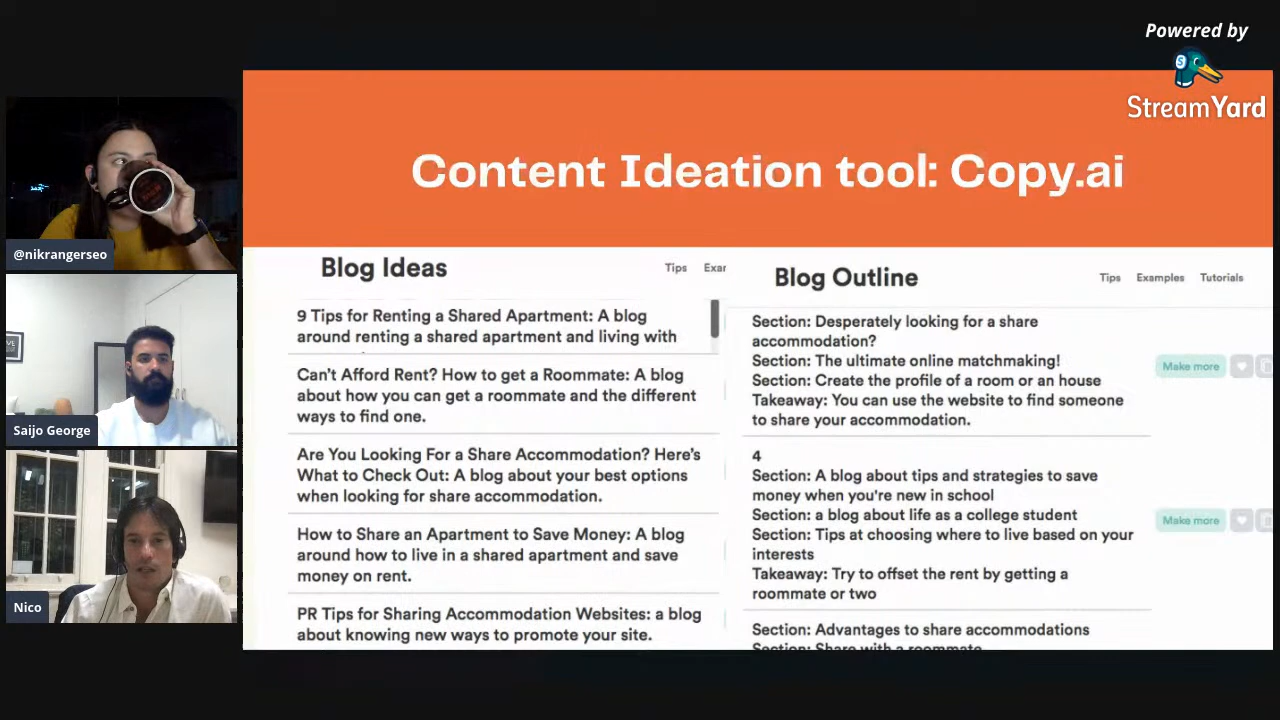 Powered by
StreamYard
Content Ideation tool: Copy.ai
@nikrangerseo
Saijo George
Nico
Blog Ideas
Tips
9 Tips for Renting a Shared Apartment: A blog
around renting a shared apartment and living with
Can't Afford Rent? How to get a Roommate: A blog
about how you can get a roommate and the different
ways to find one.
Are You Looking For a Share Accommodation? Here's
What to Check Out: A blog about your best options
when looking for share accommodation.
How to Share an Apartment to Save Money: A blog
around how to live in a shared apartment and save
money on rent.
PR Tips for Sharing Accommodation Websites: a blog
about knowing new ways to promote your site.
Blog Outline
Tips Examples Tutorials
Section: Desperately looking for a share
accommodation?
Section: The ultimate online matchmaking!
Section: Create the profile of a room or an house
Takeaway: You can use the website to find someone
to share your accommodation.
Make more
4
Section: A blog about tips and strategies to save
money when you're new in school
Section: a blog about life as a college student
Section: Tips at choosing where to live based on your
interests
Takeaway: Try to offset the rent by getting a
roommate or two
Make more
Section: Advantages to share accommodations
Section: Share with a roommate